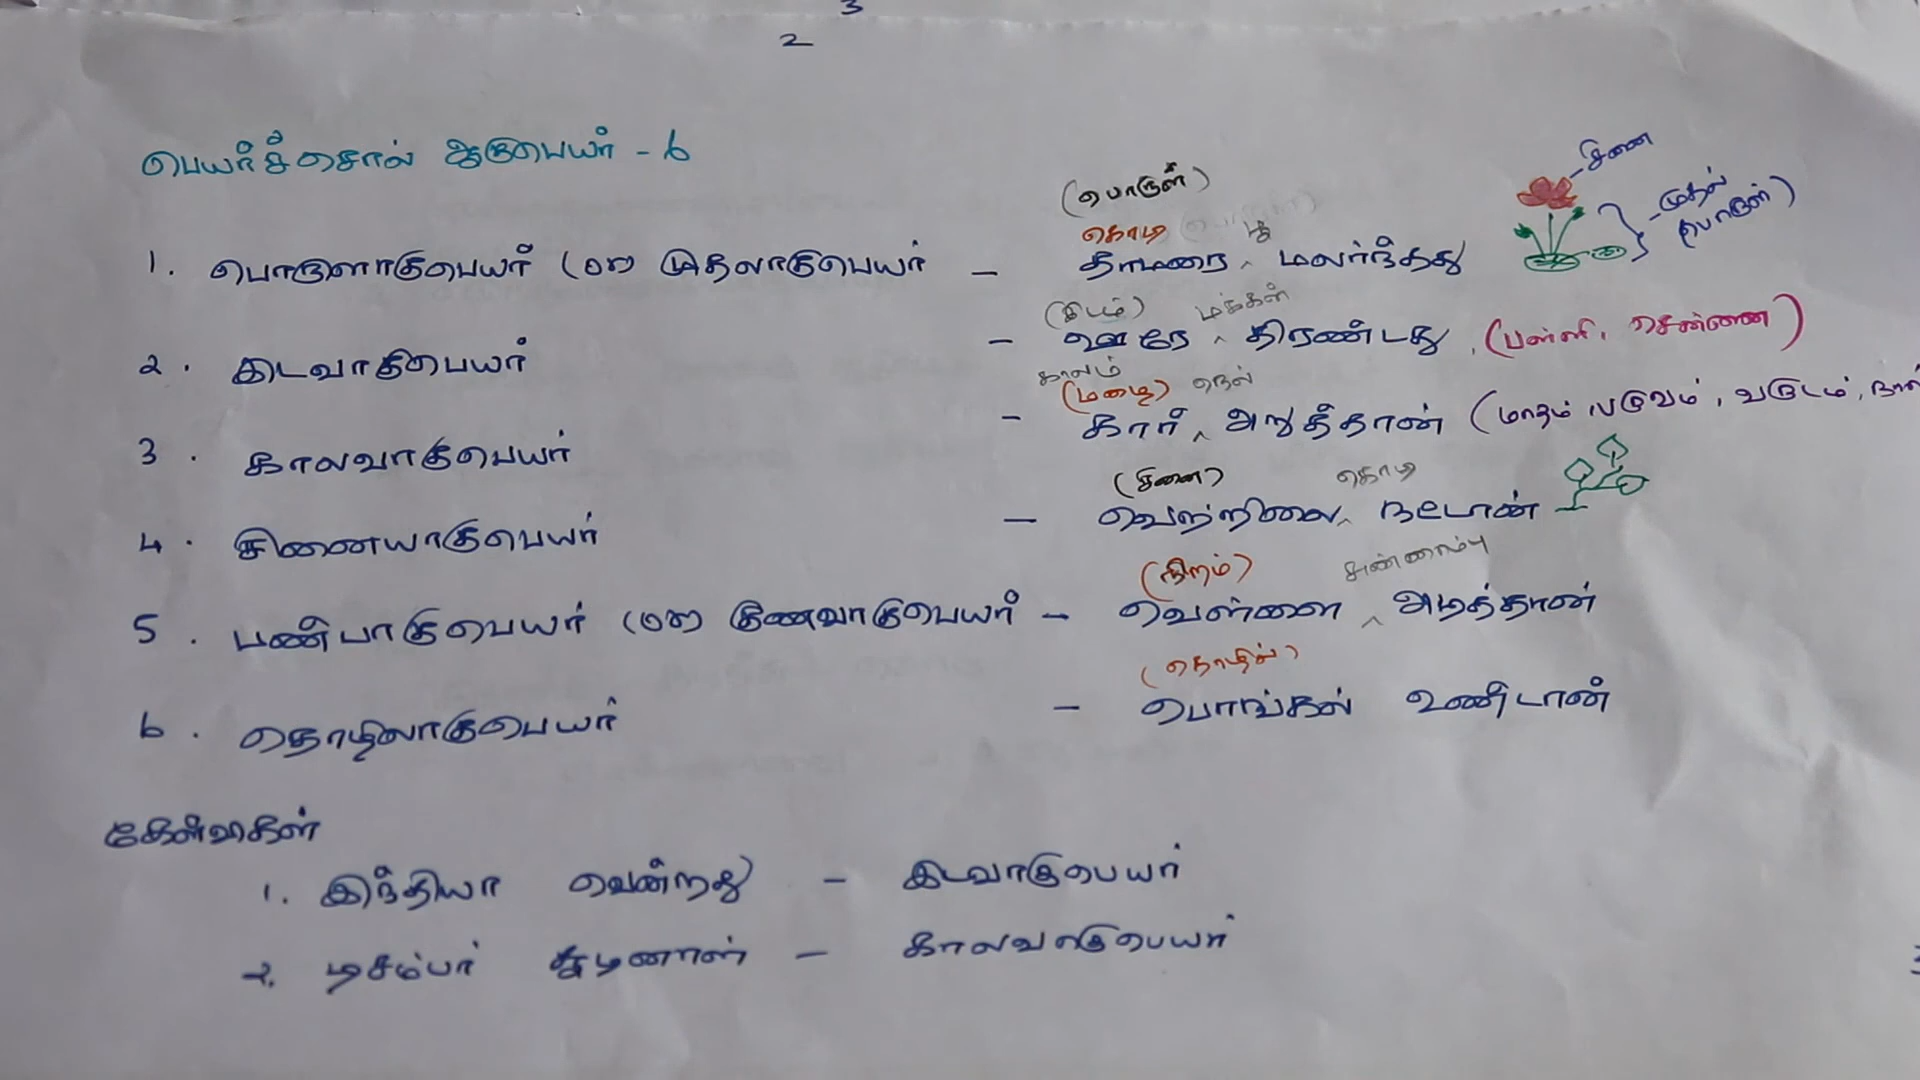 3
2
பெயர்ச்சொல் ஆகுபெயர் - 6
(பொருள்)
கொடி பூ
சினை
முதல்
பொருள்)
1. பொருளாகுபெயர் (அ) முதலாகுபெயர் - தாமரை ^ மலர்ந்தது
(இடம்) மக்கள்
2. இடவாகுபெயர் - ஊரே ^ திரண்டது (பள்ளி, சென்னை)
காலம்
(மழை) நெல்
3. காலவாகுபெயர் - கார் ^ அறுத்தான் (மாதம், பருவம், வருடம், நாள்
(சினை) கொடி
4. சினையாகுபெயர் - வெற்றிலை ^ நட்டான்
(நிறம்) சுண்ணாம்பு
5. பண்பாகுபெயர் (அ) குணவாகுபெயர் - வெள்ளை ^ அடித்தான்
(தொழில்)
6. தொழிலாகுபெயர் - பொங்கல் உண்டான்
கேள்விகள்
1. இந்தியா வென்றது - இடவாகுபெயர்
2. டிசம்பர் சூடினாள் - காலவாகுபெயர்